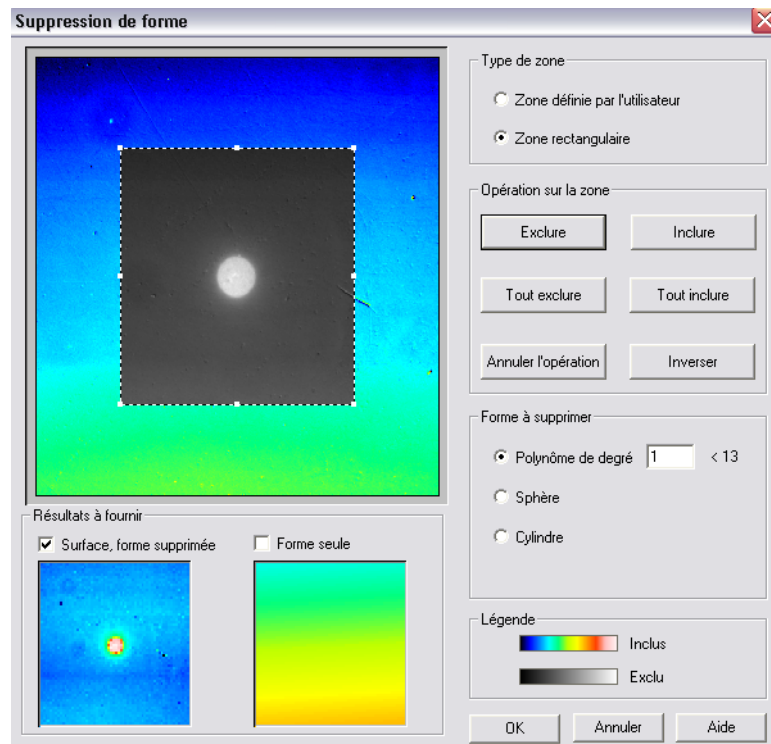 Suppression de forme
Type de zone
Zone définie par l'utilisateur
Zone rectangulaire
Opération sur la zone
Exclure
Inclure
Tout exclure
Tout inclure
Annuler l'opération
Inverser
Forme à supprimer
Polynôme de degré 1 < 13
Sphère
Cylindre
Résultats à fournir
Surface, forme supprimée
Forme seule
Légende
Inclus
Exclu
OK
Annuler
Aide